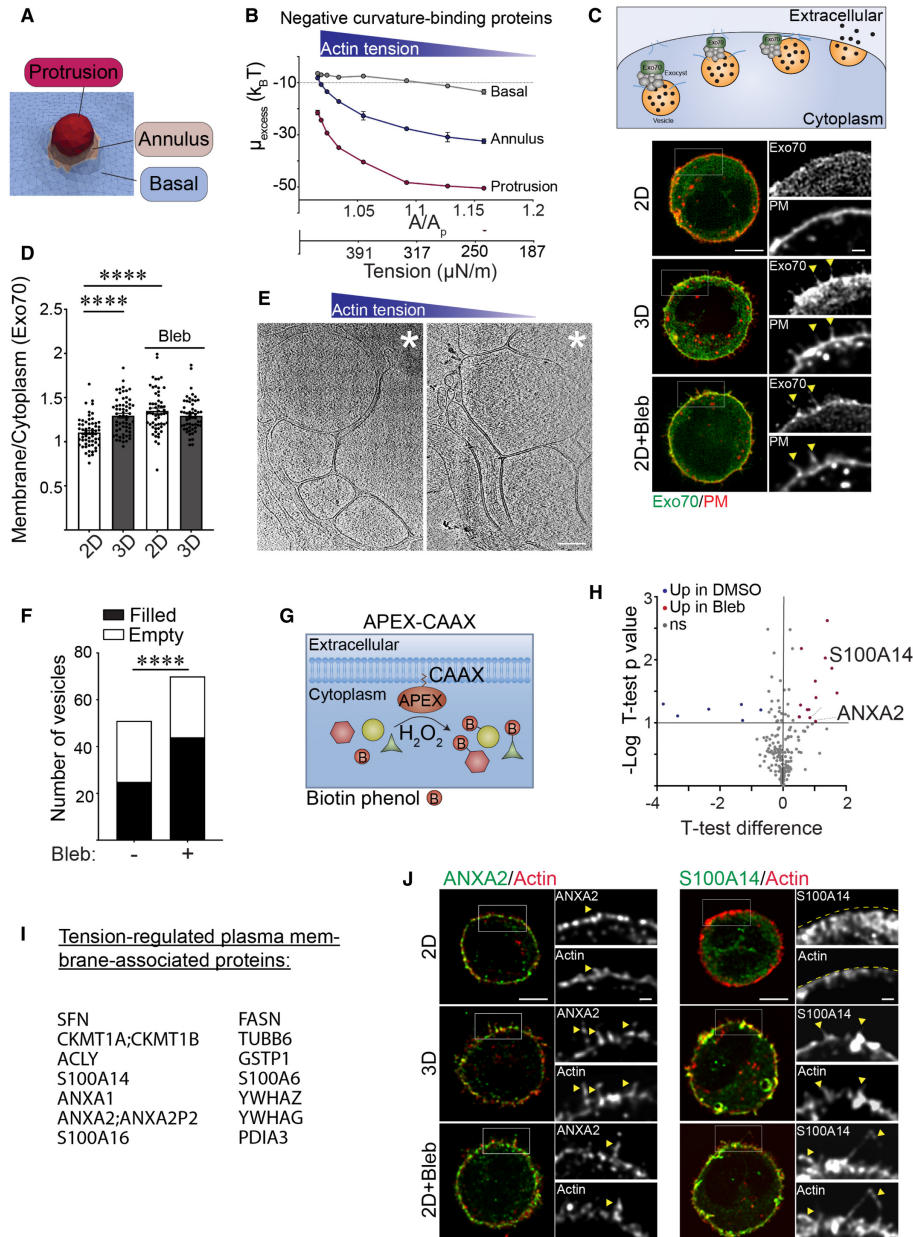 A
Protrusion
Annulus
Basal
B
Negative curvature-binding proteins
Actin tension
μexcess (kBT)
-10
-30
-50
Basal
Annulus
Protrusion
1.05
1.1
1.15
1.2
A/Ap
391
317
250
187
Tension (μN/m)
C
Extracellular
Exo70
Exo70
Exo70
Exocyst
Vesicle
Cytoplasm
2D
Exo70
PM
3D
Exo70
PM
2D+Bleb
Exo70
PM
Exo70/PM
D
Membrane/Cytoplasm (Exo70)
2.5
2
1.5
1
0.5
****
****
Bleb
2D
3D
2D
3D
E
Actin tension
*
*
F
Filled
Empty
Number of vesicles
80
60
40
20
****
Bleb:
-
+
G
APEX-CAAX
Extracellular
CAAX
Cytoplasm
APEX
H2O2
B
B
B
B
B
Biotin phenol B
H
Up in DMSO
Up in Bleb
ns
-Log T-test p value
3
2
1
0
S100A14
ANXA2
-4
-2
0
2
T-test difference
I
Tension-regulated plasma mem-
brane-associated proteins:
SFN
CKMT1A;CKMT1B
ACLY
S100A14
ANXA1
ANXA2;ANXA2P2
S100A16
FASN
TUBB6
GSTP1
S100A6
YWHAZ
YWHAG
PDIA3
J
ANXA2/Actin
S100A14/Actin
2D
ANXA2
Actin
S100A14
Actin
3D
ANXA2
Actin
S100A14
Actin
2D+Bleb
ANXA2
Actin
S100A14
Actin